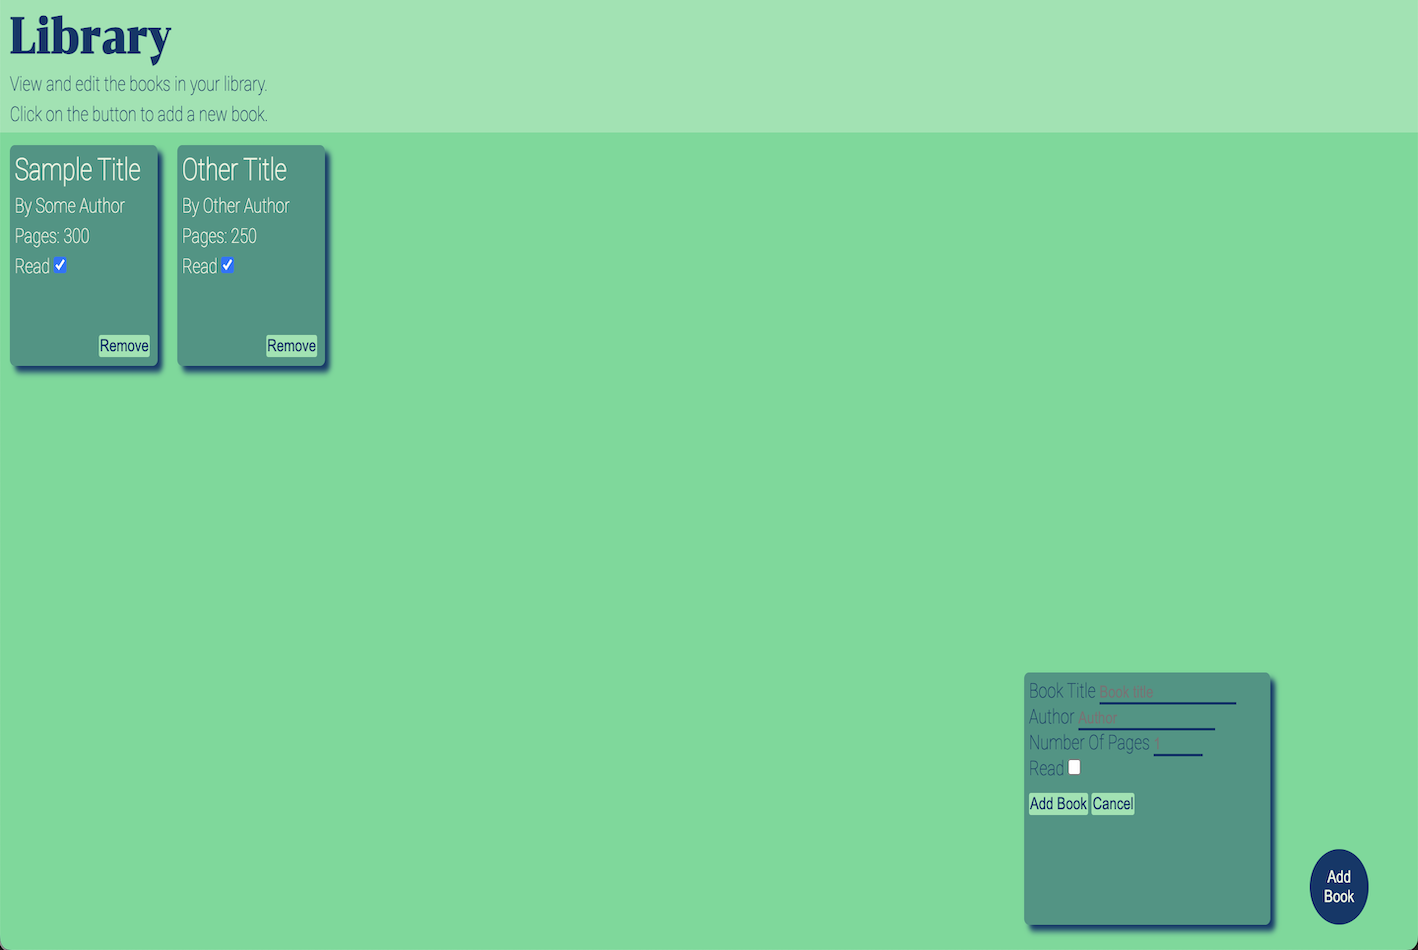 Library
View and edit the books in your library.
Click on the button to add a new book.
Sample Title
By Some Author
Pages: 300
Read
Remove
Other Title
By Other Author
Pages: 250
Read
Remove
Book Title Book title
Author Author
Number Of Pages 1
Read
Add Book Cancel
Add
Book